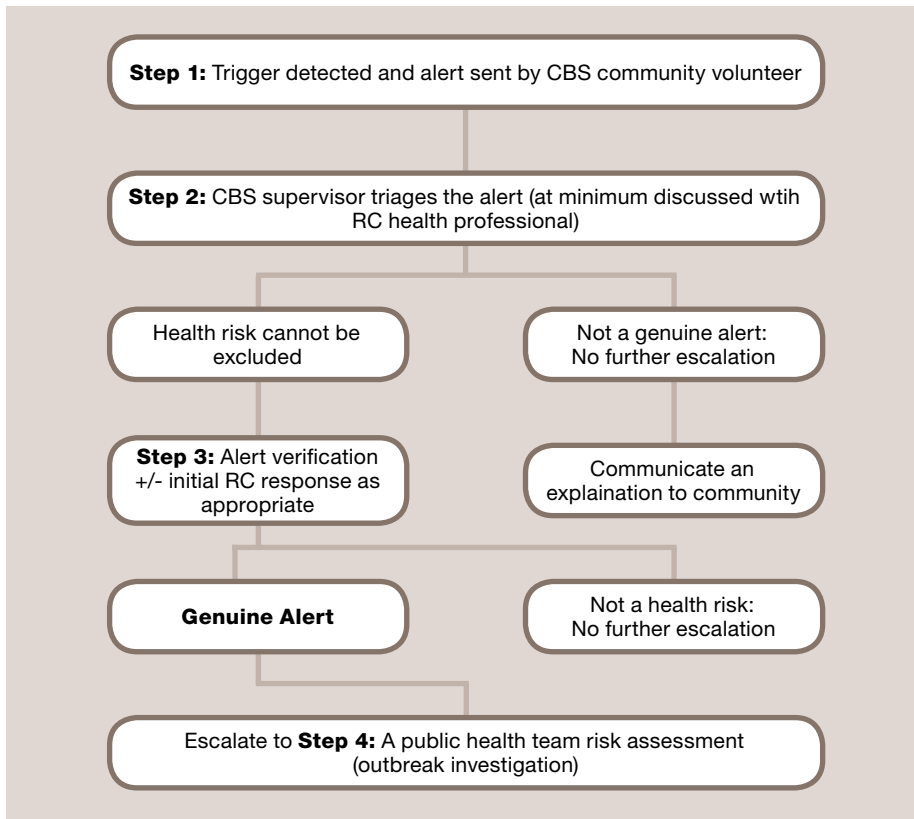 Step 1: Trigger detected and alert sent by CBS community volunteer
Step 2: CBS supervisor triages the alert (at minimum discussed wtih
RC health professional)
Health risk cannot be
excluded
Not a genuine alert:
No further escalation
Step 3: Alert verification
+/- initial RC response as
appropriate
Communicate an
explaination to community
Genuine Alert
Not a health risk:
No further escalation
Escalate to Step 4: A public health team risk assessment
(outbreak investigation)